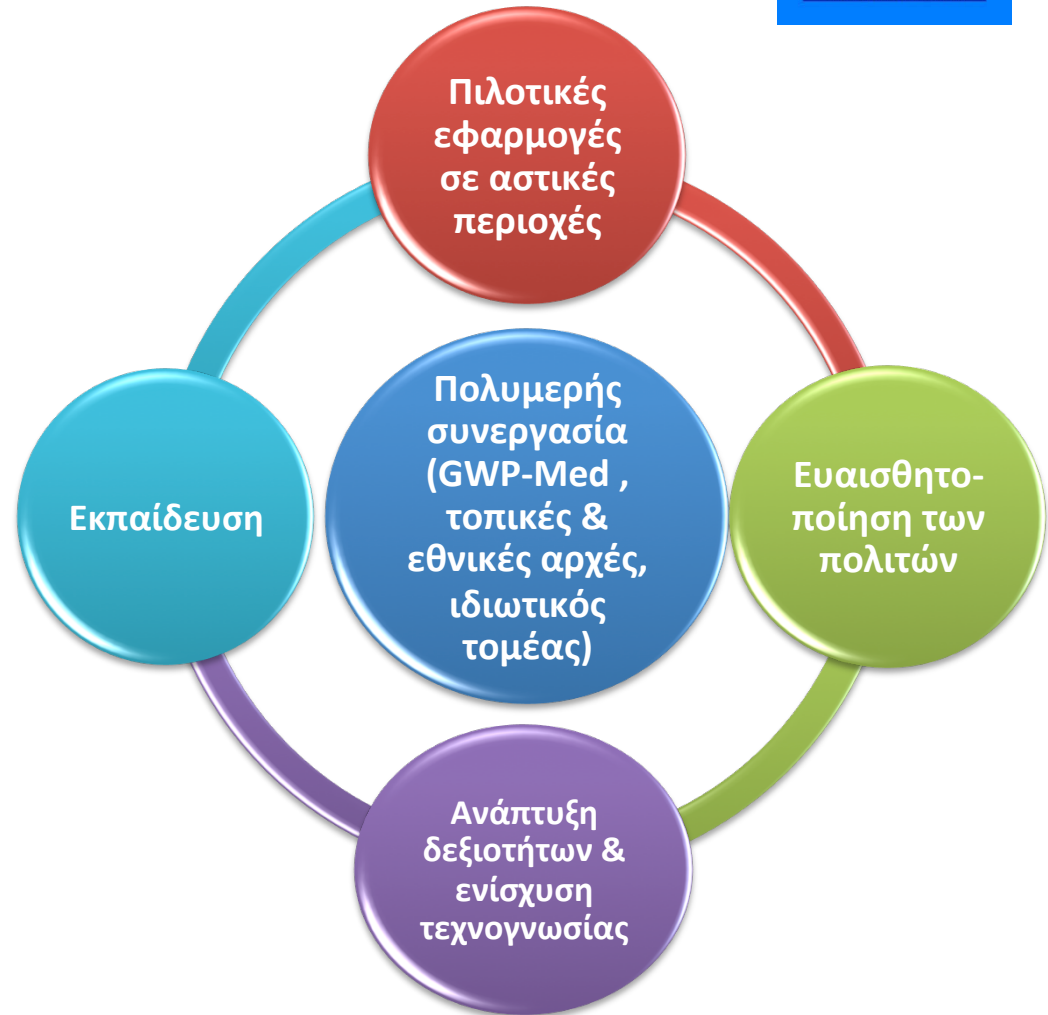 Πιλοτικές
εφαρμογές
σε αστικές
περιοχές
Πολυμερής
συνεργασία
(GWP-Med ,
τοπικές &
εθνικές αρχές,
ιδιωτικός
τομέας)
Ευαισθητο-
ποίηση των
πολιτών
Εκπαίδευση
Ανάπτυξη
δεξιοτήτων &
ενίσχυση
τεχνογνωσίας